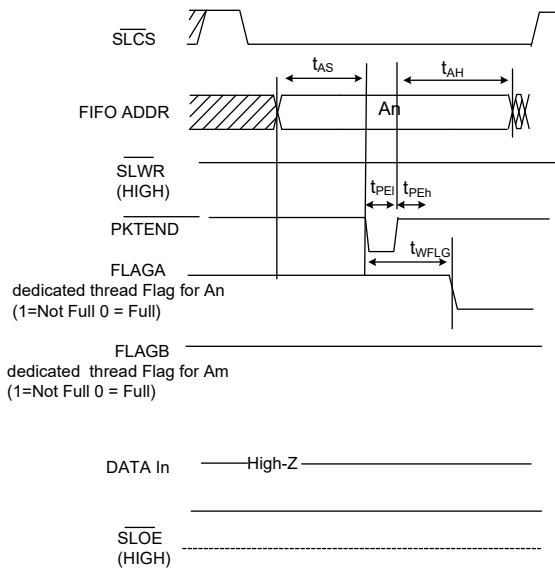 SLCS
tAS
tAH
FIFO ADDR
An
SLWR
(HIGH)
tPEl
tPEh
PKTEND
tWFLG
FLAGA
dedicated thread Flag for An
(1=Not Full 0 = Full)
FLAGB
dedicated thread Flag for Am
(1=Not Full 0 = Full)
DATA In
High-Z
SLOE
(HIGH)